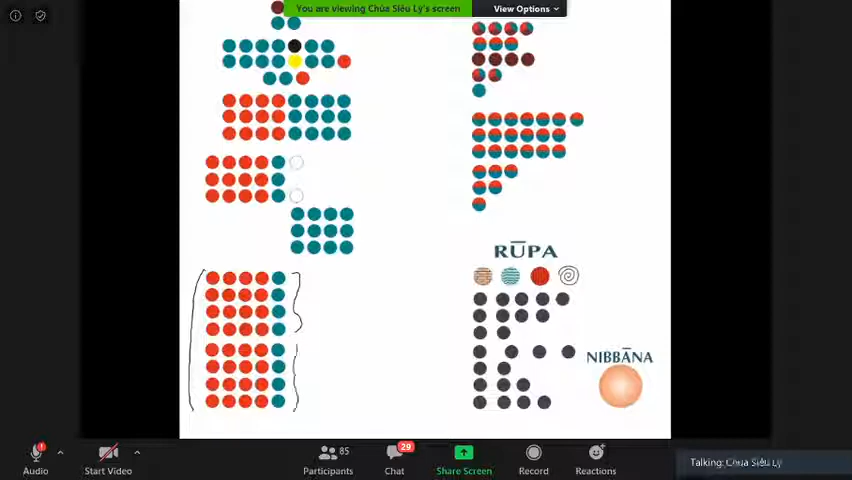 You are viewing Chùa Siêu Lý's screen
View Options
RŪPA
NIBBĀNA
Audio
Start Video
85
Participants
29
Chat
Share Screen
Record
Reactions
Talking: Chùa Siêu Lý